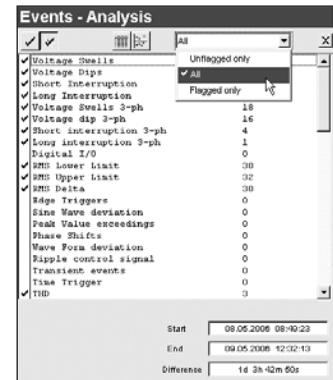 Events - Analysis
All
Unflagged only
All
Flagged only
Voltage Swells
Voltage Dips
Short Interruption
Long Interruption
Voltage Swells 3-ph 18
Voltage dip 3-ph 16
Short interruption 3-ph 4
Long interruption 3-ph 1
Digital I/O 0
RMS Lower Limit 30
RMS Upper Limit 32
RMS Delta 30
Edge Triggers 0
Sine Wave deviation 0
Peak Value exceedings 0
Phase Shifts 0
Wave Form deviation 0
Ripple control signal 0
Transient events 0
Time Trigger 0
THD 3
Start 08.05.2006 08:49:23
End 09.05.2006 12:32:13
Difference 1d 3h 42m 50s